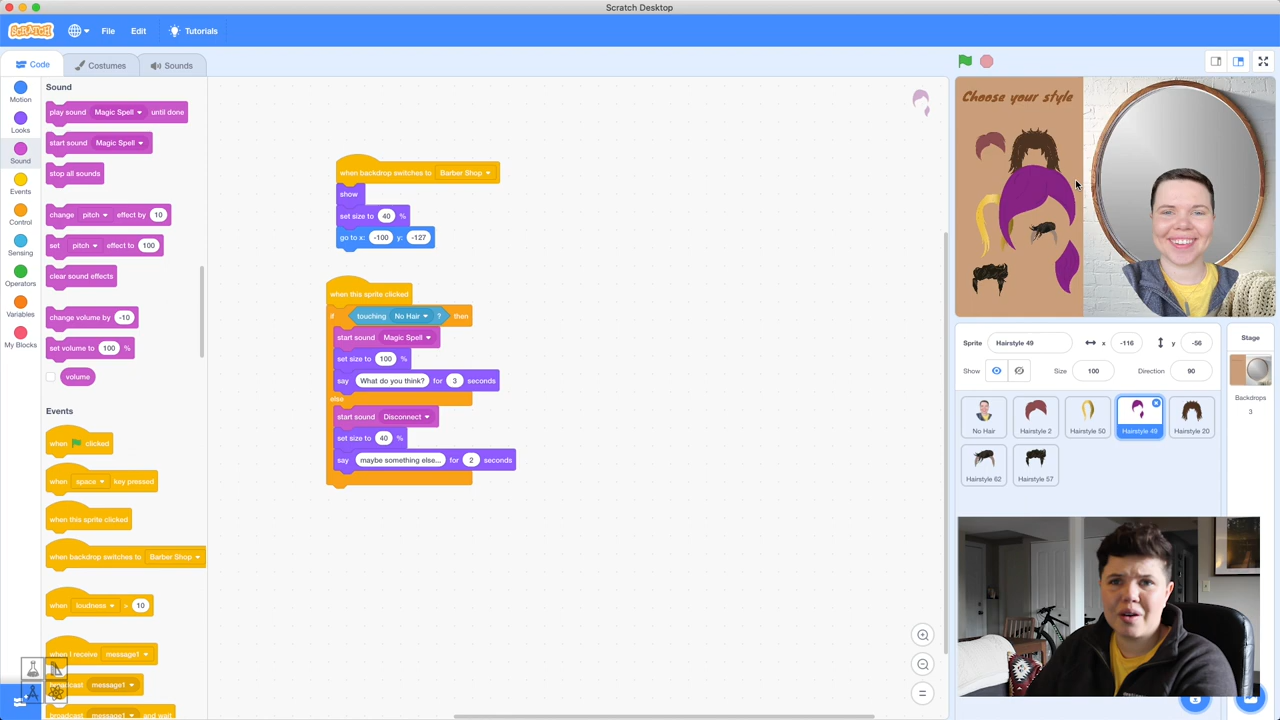 Scratch Desktop
SCRATCH File Edit Tutorials
Code Costumes Sounds
Motion
Looks
Sound
Events
Control
Sensing
Operators
Variables
My Blocks
Sound
play sound Magic Spell until done
start sound Magic Spell
stop all sounds
change pitch effect by 10
set pitch effect to 100
clear sound effects
change volume by -10
set volume to 100 %
volume
Events
when clicked
when space key pressed
when this sprite clicked
when backdrop switches to Barber Shop
when loudness > 10
when I receive message1
broadcast message1
broadcast message1 and wait
when backdrop switches to Barber Shop
show
set size to 40 %
go to x: -100 y: -127
when this sprite clicked
if touching No Hair ? then
start sound Magic Spell
set size to 100 %
say What do you think? for 3 seconds
else
start sound Disconnect
set size to 40 %
say maybe something else... for 2 seconds
Choose your style
Sprite Hairstyle 49 x -116 y -56
Show Size 100 Direction 90
No Hair Hairstyle 2 Hairstyle 50 Hairstyle 49 Hairstyle 20
Hairstyle 62 Hairstyle 57
Stage
Backdrops
3